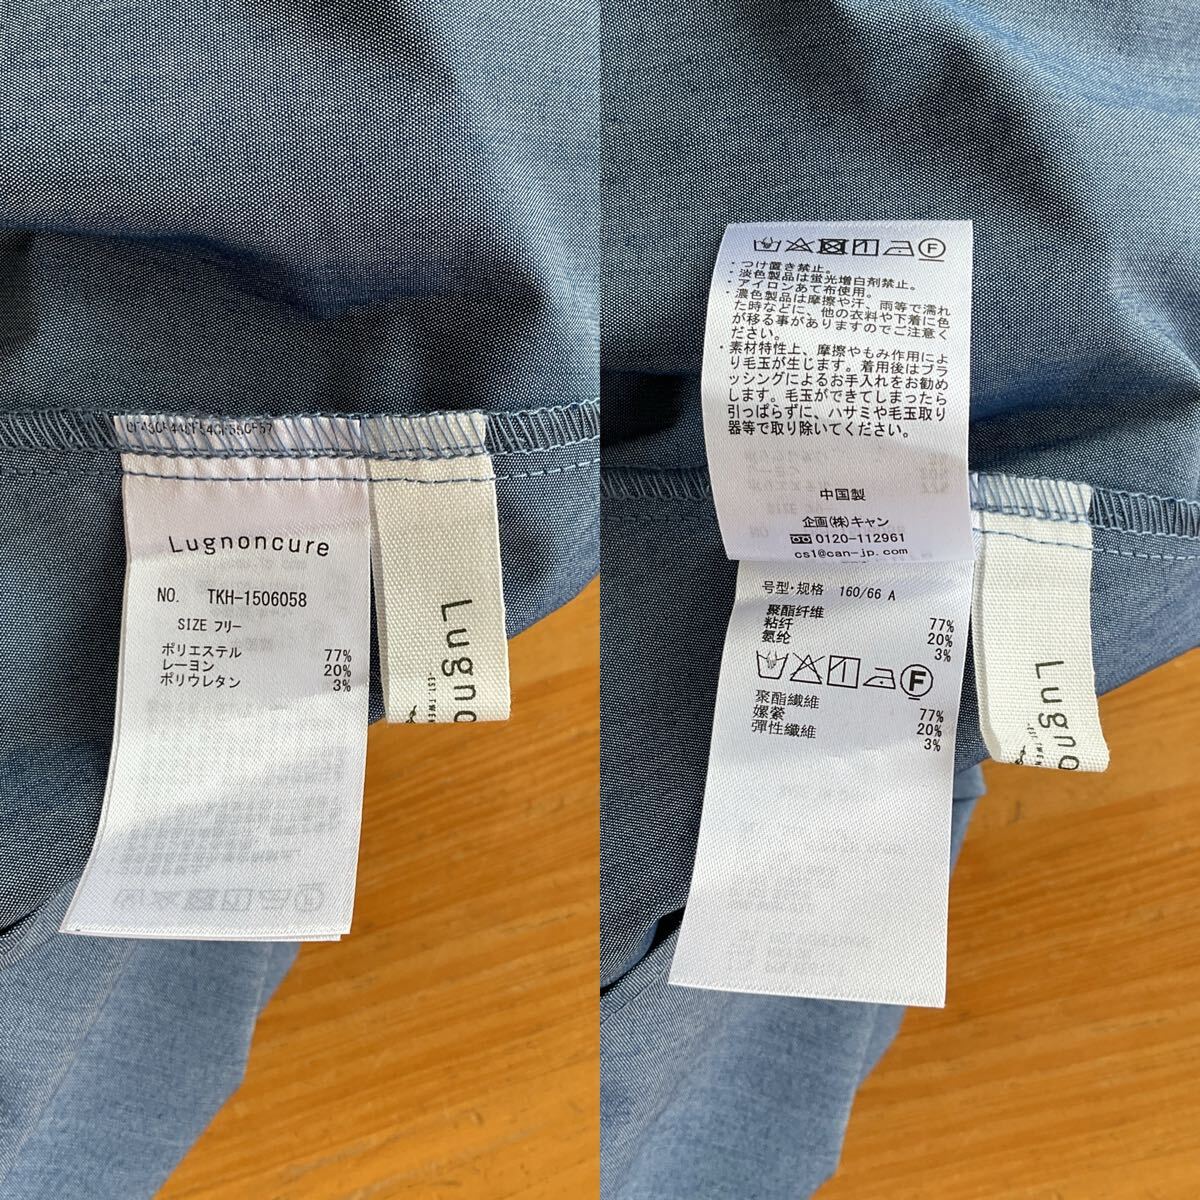 Lugnoncure
NO. TKH-1506058
SIZE フリー
ポリエステル 77%
レーヨン 20%
ポリウレタン 3%
Lugno
EST. TWEN
F
・つけ置き禁止。
・淡色製品は蛍光増白剤禁止。
・アイロンあて布使用。
・濃色製品は摩擦や汗、雨等で濡れ
た時などに、他の衣料や下着に色
が移る事がありますのでご注意く
ださい。
・素材特性上、摩擦やもみ作用によ
り毛玉が生じます。着用後はブラ
ッシングによるお手入れをお勧め
します。毛玉ができてしまったら
引っぱらずに、ハサミや毛玉取り
器等で取り除いてください。
中国製
企画(株)キャン
0120-112961
cs1@can-jp.com
号型·规格 160/66 A
聚酯纤维 77%
粘纤 20%
氨纶 3%
F
聚酯纖維 77%
嫘縈 20%
彈性纖維 3%
Lugno
EST. TWEN